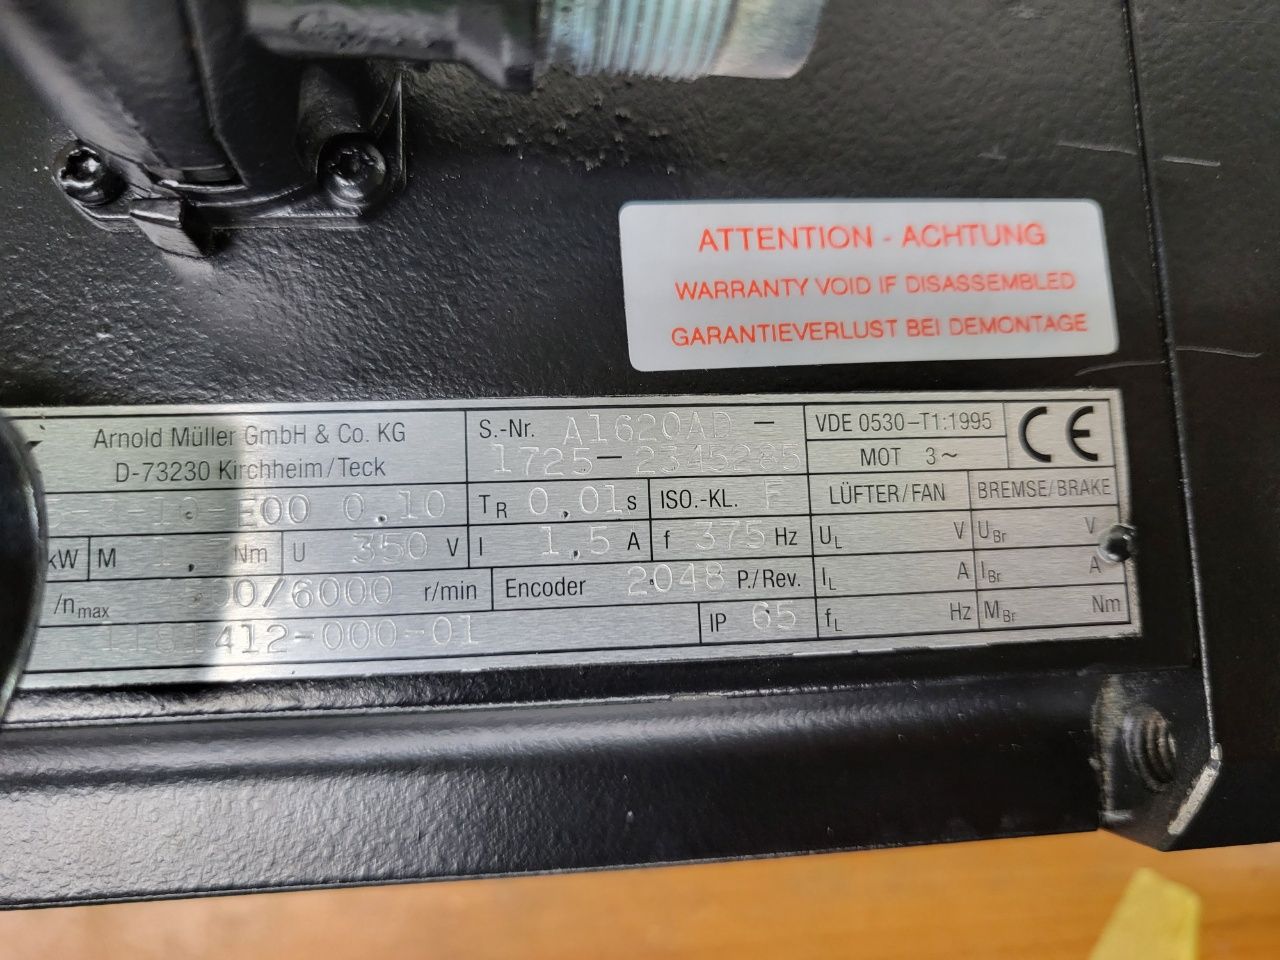 ATTENTION - ACHTUNG
WARRANTY VOID IF DISASSEMBLED
GARANTIEVERLUST BEI DEMONTAGE
Arnold Müller GmbH & Co. KG
D-73230 Kirchheim/Teck
S.-Nr. A1620AD -
1725-2345285
VDE 0530-T1:1995
MOT 3~
CE
E00 0.10
TR 0,01 s
ISO.-KL. F
LÜFTER/FAN
BREMSE/BRAKE
kW M Nm U 350 V I 1,5 A f 375 Hz UL V UBr V
/nmax /6000 r/min Encoder 2048 P./Rev. IL A IBr A
412-000-01 IP 65 fL Hz MBr Nm